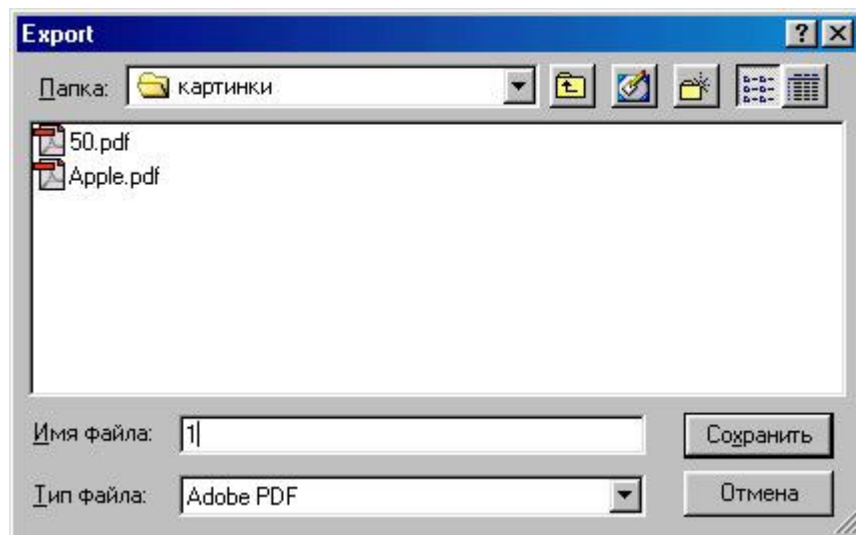 Export
Папка: картинки
50.pdf
Apple.pdf
Имя файла: 1
Сохранить
Тип файла: Adobe PDF
Отмена